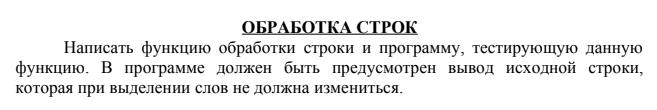 ОБРАБОТКА СТРОК
Написать функцию обработки строки и программу, тестирующую данную
функцию. В программе должен быть предусмотрен вывод исходной строки,
которая при выделении слов не должна измениться.